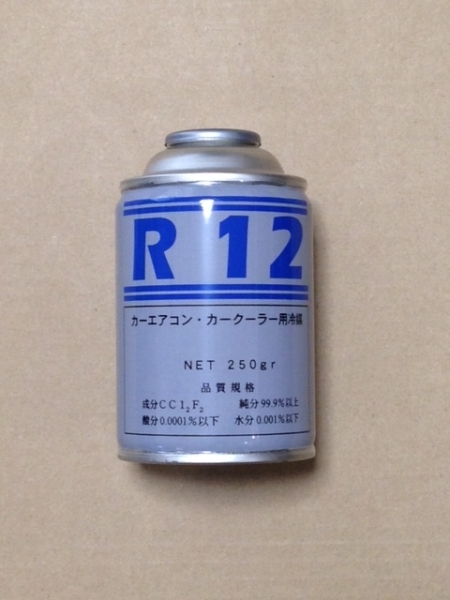 R 12
カーエアコン・カークーラー用冷媒
NET 250gr
品質規格
成分CCl₂F₂ 純分99.9%以上
酸分0.0001%以下 水分0.001%以下